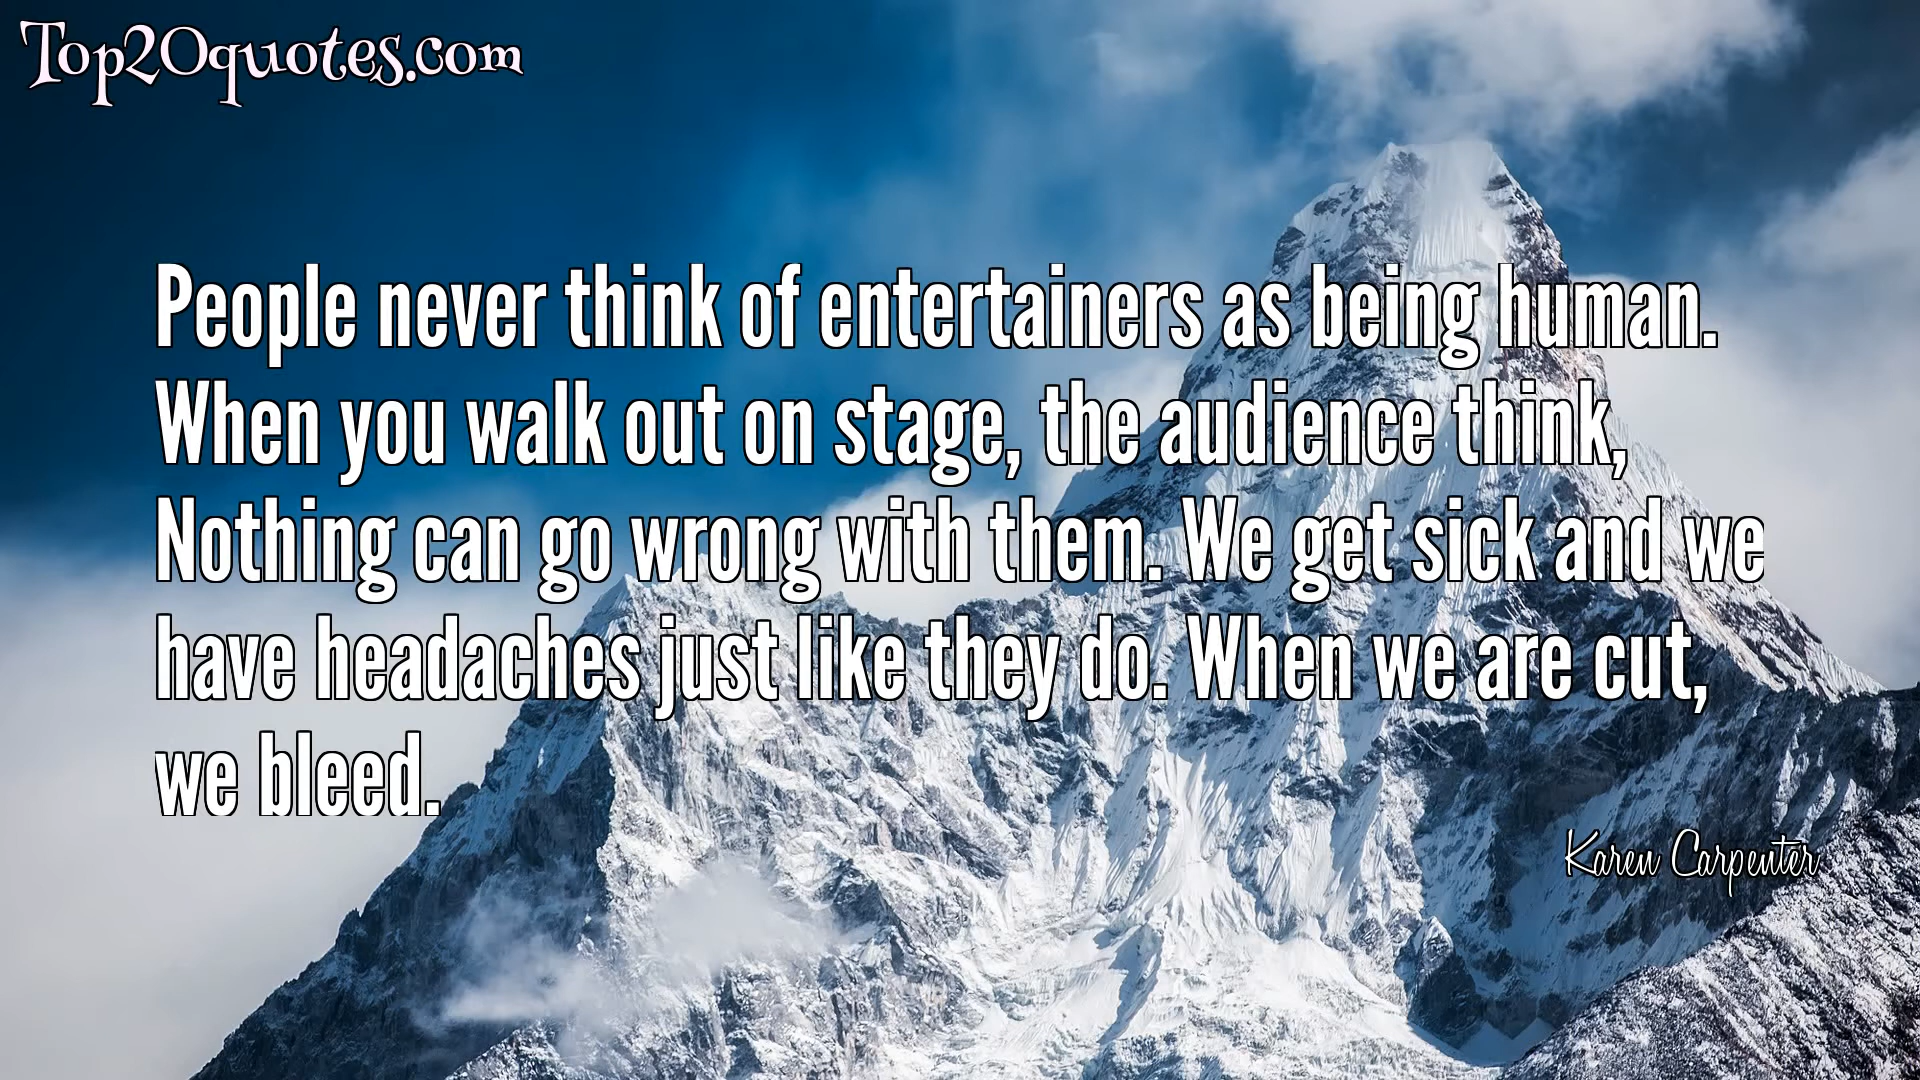 Top20quotes.com
People never think of entertainers as being human.
When you walk out on stage, the audience think,
Nothing can go wrong with them. We get sick and we
have headaches just like they do. When we are cut,
we bleed.
Karen Carpenter